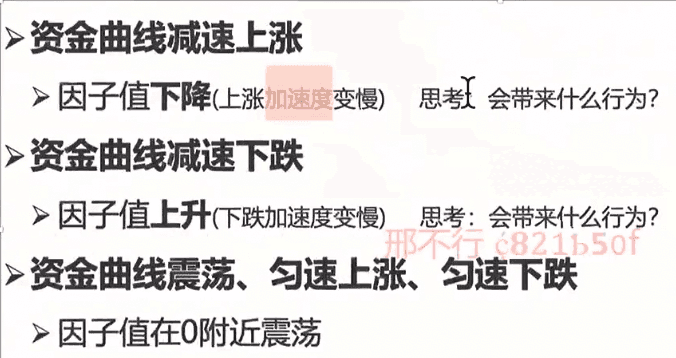 ➢资金曲线减速上涨
➢因子值下降(上涨加速度变慢) 思考: 会带来什么行为?
➢资金曲线减速下跌
➢因子值上升(下跌加速度变慢) 思考: 会带来什么行为?
邢不行 c821b5of
➢资金曲线震荡、匀速上涨、匀速下跌
➢因子值在0附近震荡